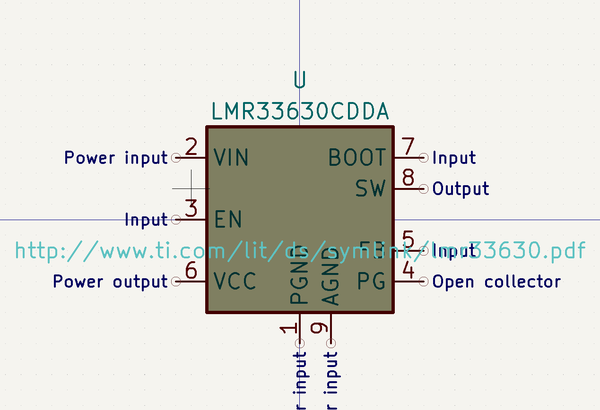 U
LMR33630CDDA
Power input 2 VIN BOOT 7 Input
SW 8 Output
Input 3 EN
http://www.ti.com/lit/ds/symlink/lmr33630.pdf
FB 5 Input
Power output 6 VCC PG 4 Open collector
PGND AGND
1 9
r input r input